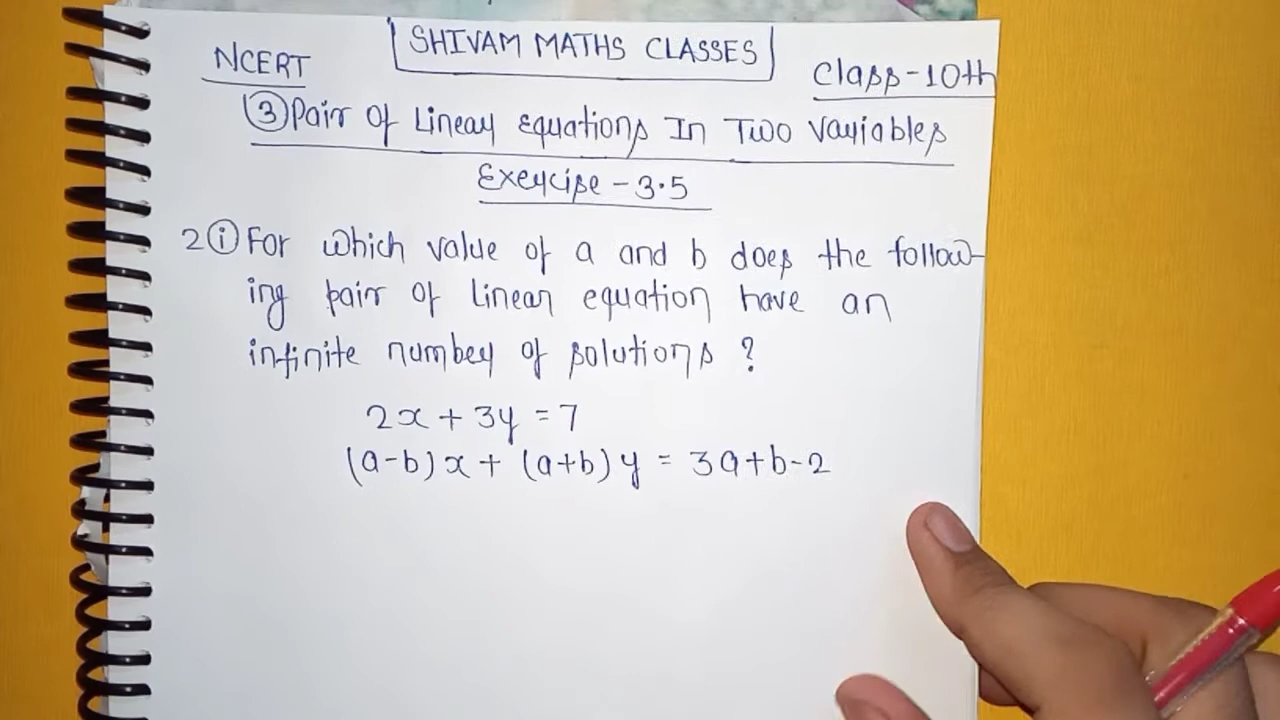 SHIVAM MATHS CLASSES
NCERT
Class-10th
③ Pair Of Linear Equations In Two Variables
Exercise - 3.5
2 ⓘ For which value of a and b does the follow-
ing pair of linear equation have an
infinite number of solutions ?
2x + 3y = 7
(a-b)x + (a+b)y = 3a+b-2